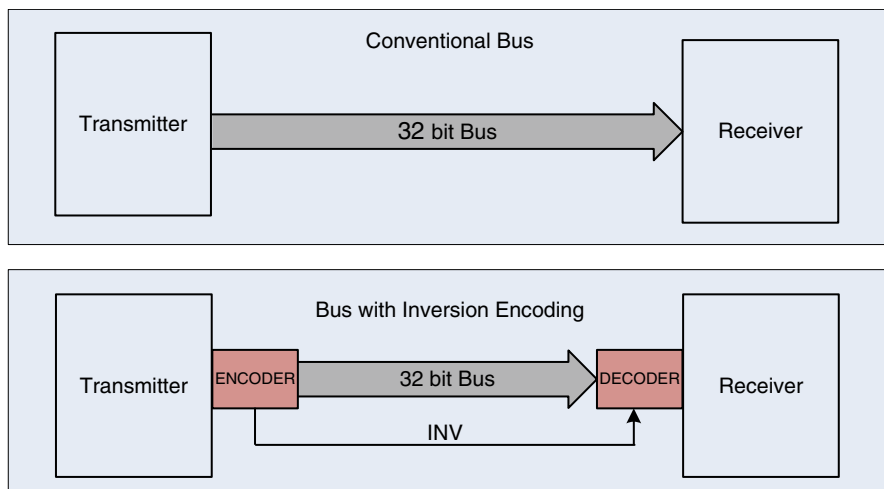 Conventional Bus
Transmitter
32 bit Bus
Receiver
Bus with Inversion Encoding
Transmitter
ENCODER
32 bit Bus
DECODER
Receiver
INV